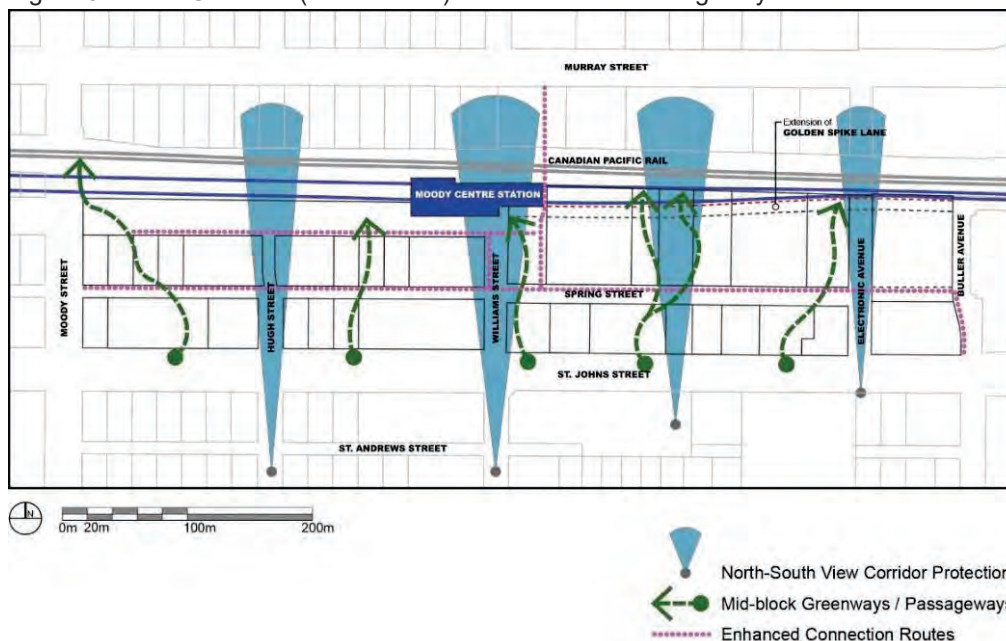 MURRAY STREET
Extension of
GOLDEN SPIKE LANE
CANADIAN PACIFIC RAIL
MOODY CENTRE STATION
MOODY STREET
HUGH STREET
WILLIAMS STREET
SPRING STREET
ELECTRONIC AVENUE
BULLER AVENUE
ST. JOHNS STREET
ST. ANDREWS STREET
N
0m 20m 100m 200m
North-South View Corridor Protection
Mid-block Greenways / Passageways
Enhanced Connection Routes